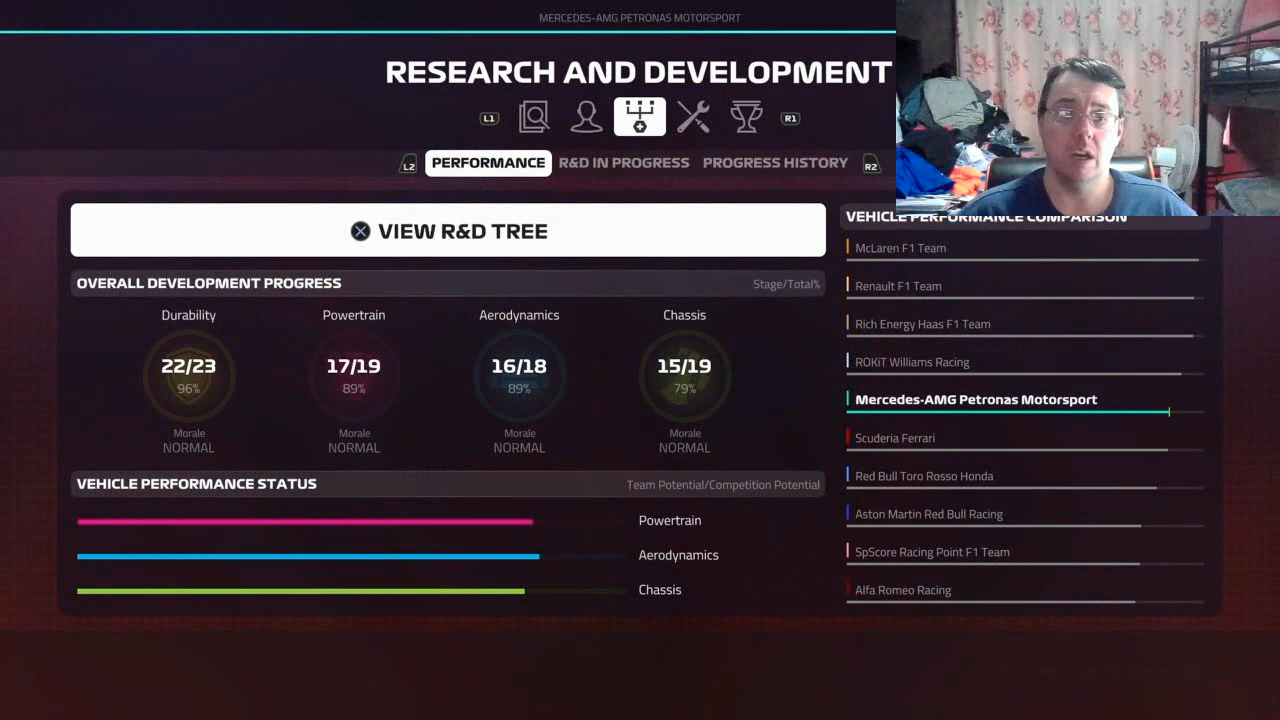 MERCEDES-AMG PETRONAS MOTORSPORT
RESEARCH AND DEVELOPMENT
L1
R1
L2
PERFORMANCE
R&D IN PROGRESS
PROGRESS HISTORY
R2
VIEW R&D TREE
OVERALL DEVELOPMENT PROGRESS
Stage/Total%
Durability
Powertrain
Aerodynamics
Chassis
22/23
17/19
16/18
15/19
96%
89%
89%
79%
Morale
Morale
Morale
Morale
NORMAL
NORMAL
NORMAL
NORMAL
VEHICLE PERFORMANCE STATUS
Team Potential/Competition Potential
Powertrain
Aerodynamics
Chassis
VEHICLE PERFORMANCE COMPARISON
McLaren F1 Team
Renault F1 Team
Rich Energy Haas F1 Team
ROKiT Williams Racing
Mercedes-AMG Petronas Motorsport
Scuderia Ferrari
Red Bull Toro Rosso Honda
Aston Martin Red Bull Racing
SpScore Racing Point F1 Team
Alfa Romeo Racing